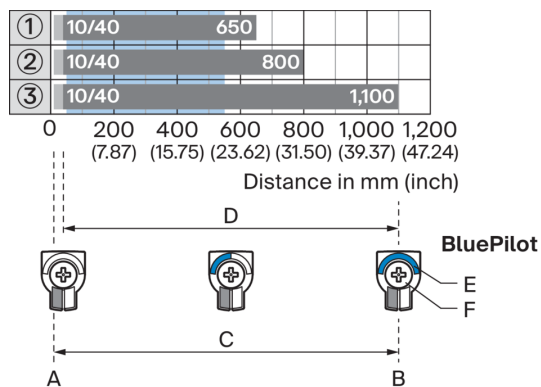 ① 10/40 650
② 10/40 800
③ 10/40 1,100
0 200 400 600 800 1,000 1,200
(7.87) (15.75) (23.62) (31.50) (39.37) (47.24)
Distance in mm (inch)
D
BluePilot
E
F
C
A B